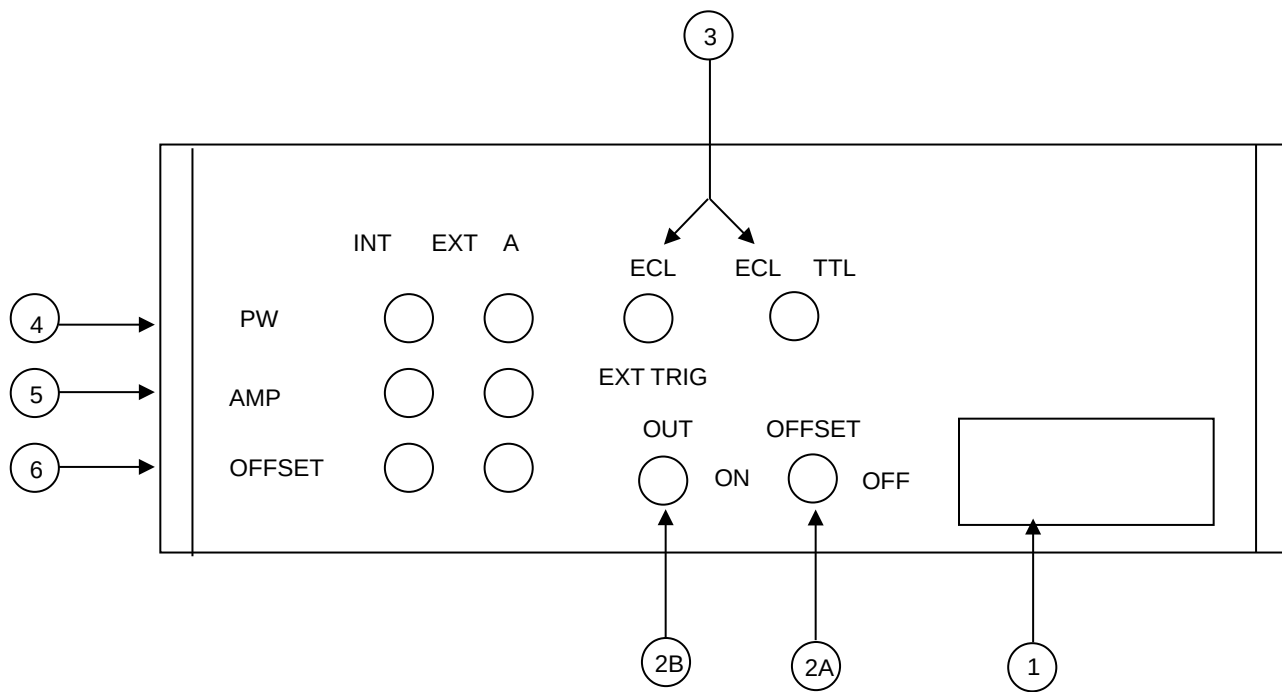 3
INT EXT A
ECL ECL TTL
4 PW
EXT TRIG
5 AMP
OUT OFFSET
6 OFFSET ON OFF
2B 2A 1